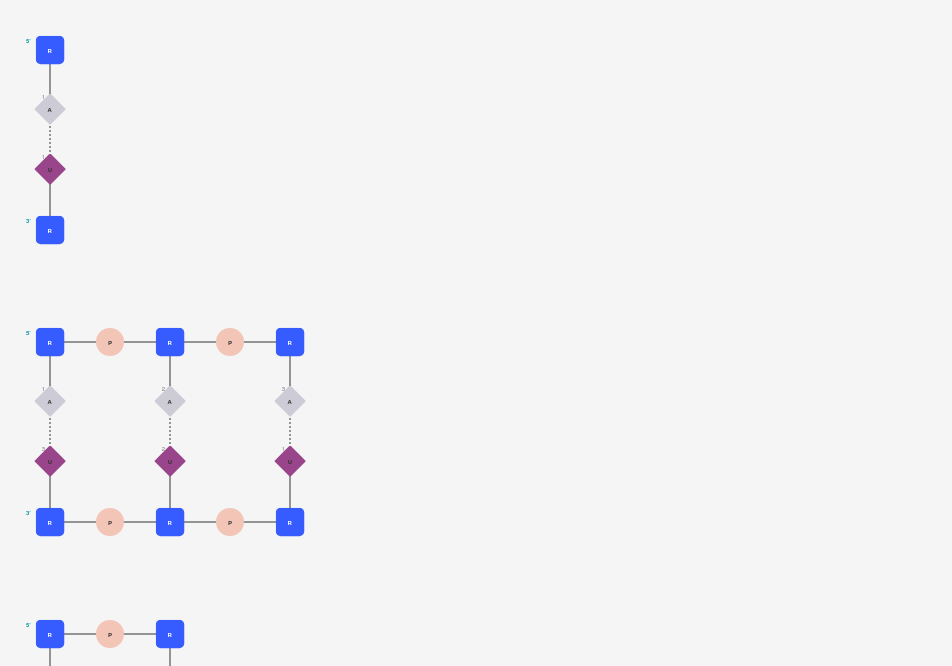 5' R
1
A
1
U
3' R
5' R P R P R
1 2 3
A A A
3 2 1
U U U
3' R P R P R
5' R P R